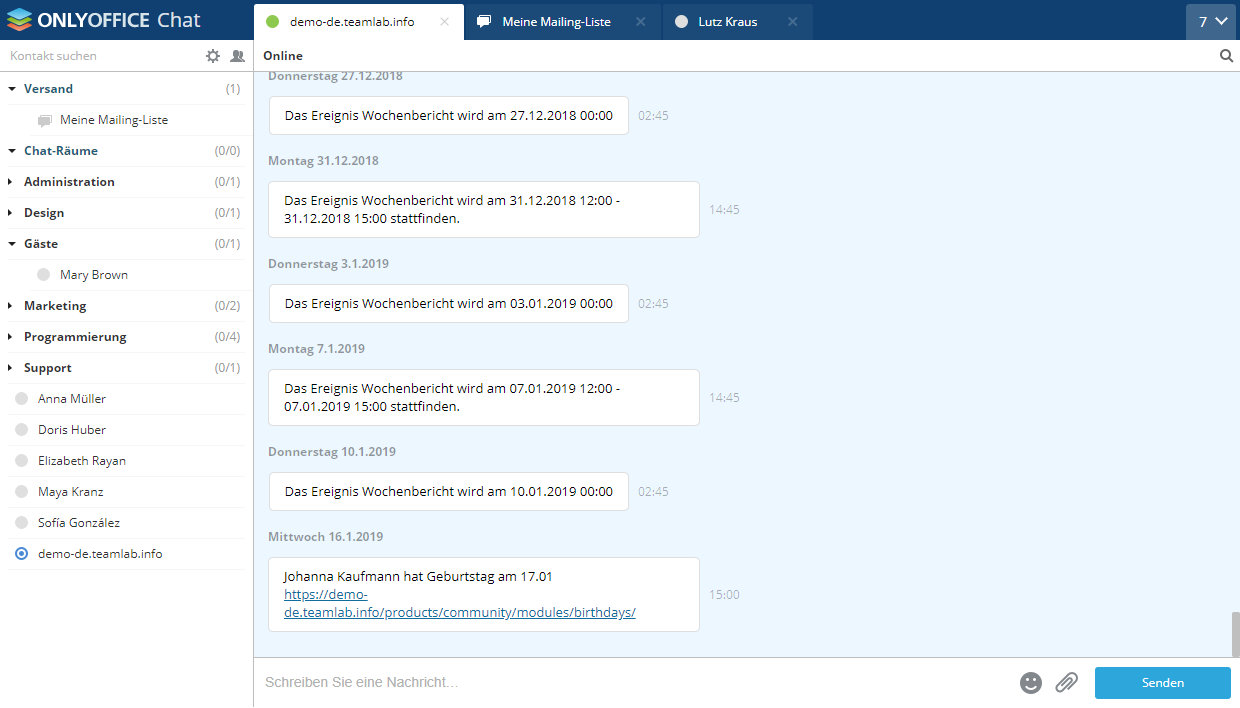 ONLYOFFICE Chat
demo-de.teamlab.info
Meine Mailing-Liste
Lutz Kraus
7
Kontakt suchen
Online
Versand (1)
Meine Mailing-Liste
Chat-Räume (0/0)
Administration (0/1)
Design (0/1)
Gäste (0/1)
Mary Brown
Marketing (0/2)
Programmierung (0/4)
Support (0/1)
Anna Müller
Doris Huber
Elizabeth Rayan
Maya Kranz
Sofía González
demo-de.teamlab.info
Donnerstag 27.12.2018
Das Ereignis Wochenbericht wird am 27.12.2018 00:00 02:45
Montag 31.12.2018
Das Ereignis Wochenbericht wird am 31.12.2018 12:00 -
31.12.2018 15:00 stattfinden.
14:45
Donnerstag 3.1.2019
Das Ereignis Wochenbericht wird am 03.01.2019 00:00 02:45
Montag 7.1.2019
Das Ereignis Wochenbericht wird am 07.01.2019 12:00 -
07.01.2019 15:00 stattfinden.
14:45
Donnerstag 10.1.2019
Das Ereignis Wochenbericht wird am 10.01.2019 00:00 02:45
Mittwoch 16.1.2019
Johanna Kaufmann hat Geburtstag am 17.01
https://demo-
de.teamlab.info/products/community/modules/birthdays/
15:00
Schreiben Sie eine Nachricht...
Senden